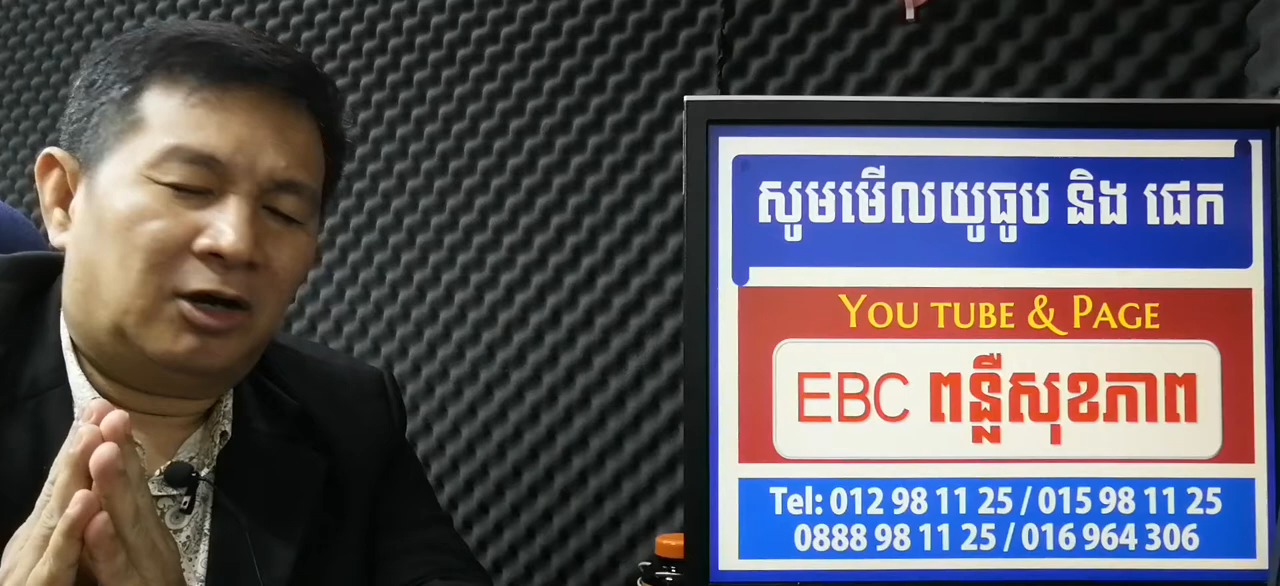 សូមមើលយូធូប និង ផេក
YOU TUBE & PAGE
EBC ពន្លឺសុខភាព
Tel: 012 98 11 25 / 015 98 11 25
0888 98 11 25 / 016 964 306